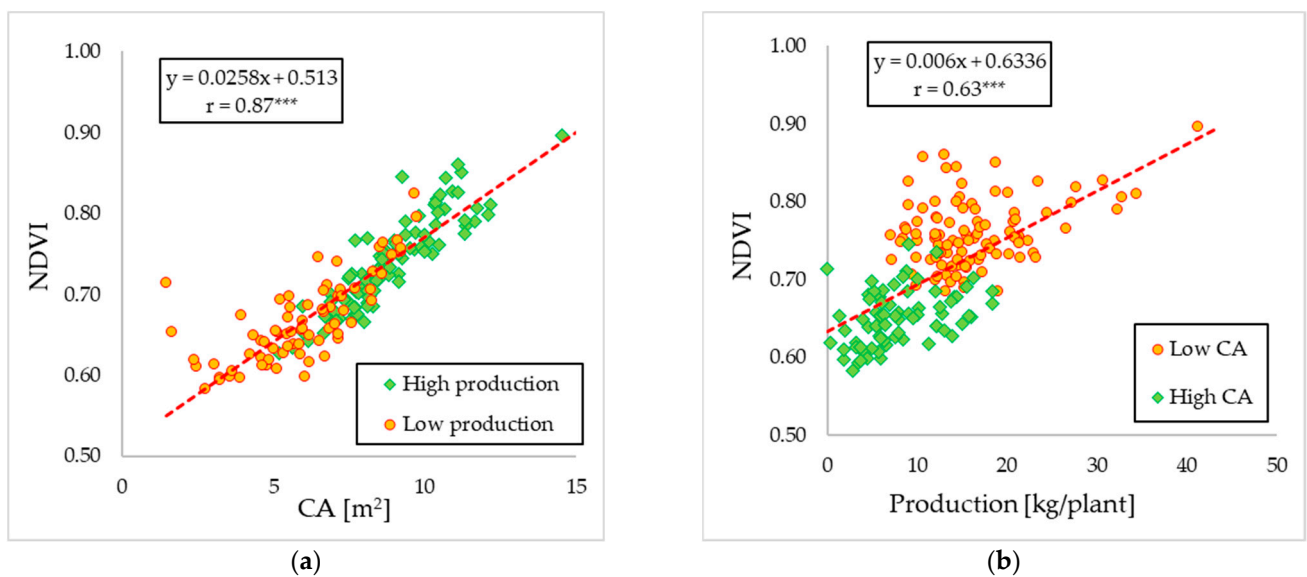 1.00
0.90
0.80
0.70
0.60
0.50
NDVI
y = 0.0258x + 0.513
r = 0.87***
High production
Low production
0 5 10 15
CA [m²]
(a)
1.00
0.90
0.80
0.70
0.60
0.50
NDVI
y = 0.006x + 0.6336
r = 0.63***
Low CA
High CA
0 10 20 30 40 50
Production [kg/plant]
(b)